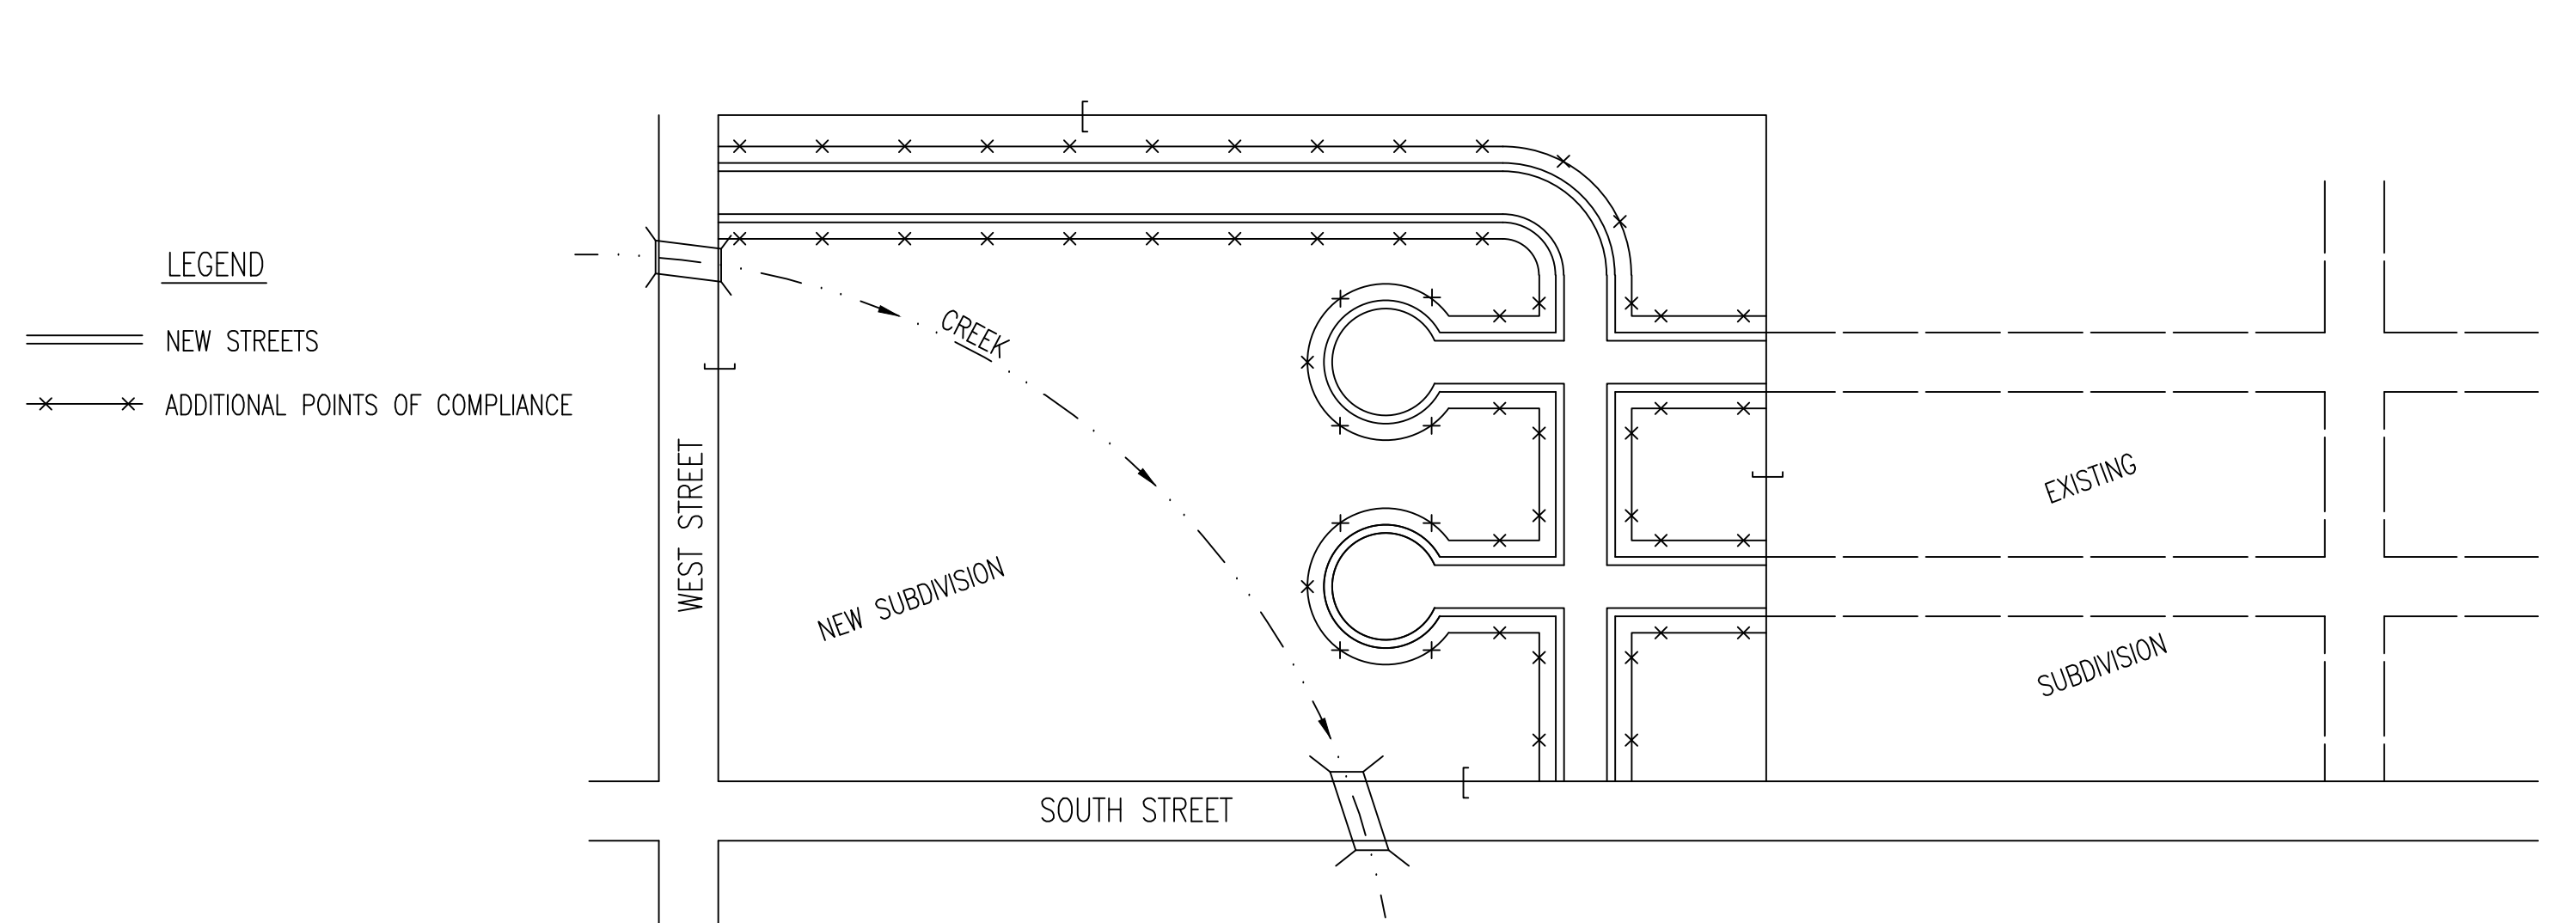 LEGEND
NEW STREETS
ADDITIONAL POINTS OF COMPLIANCE
CREEK
WEST STREET
NEW SUBDIVISION
SOUTH STREET
EXISTING
SUBDIVISION